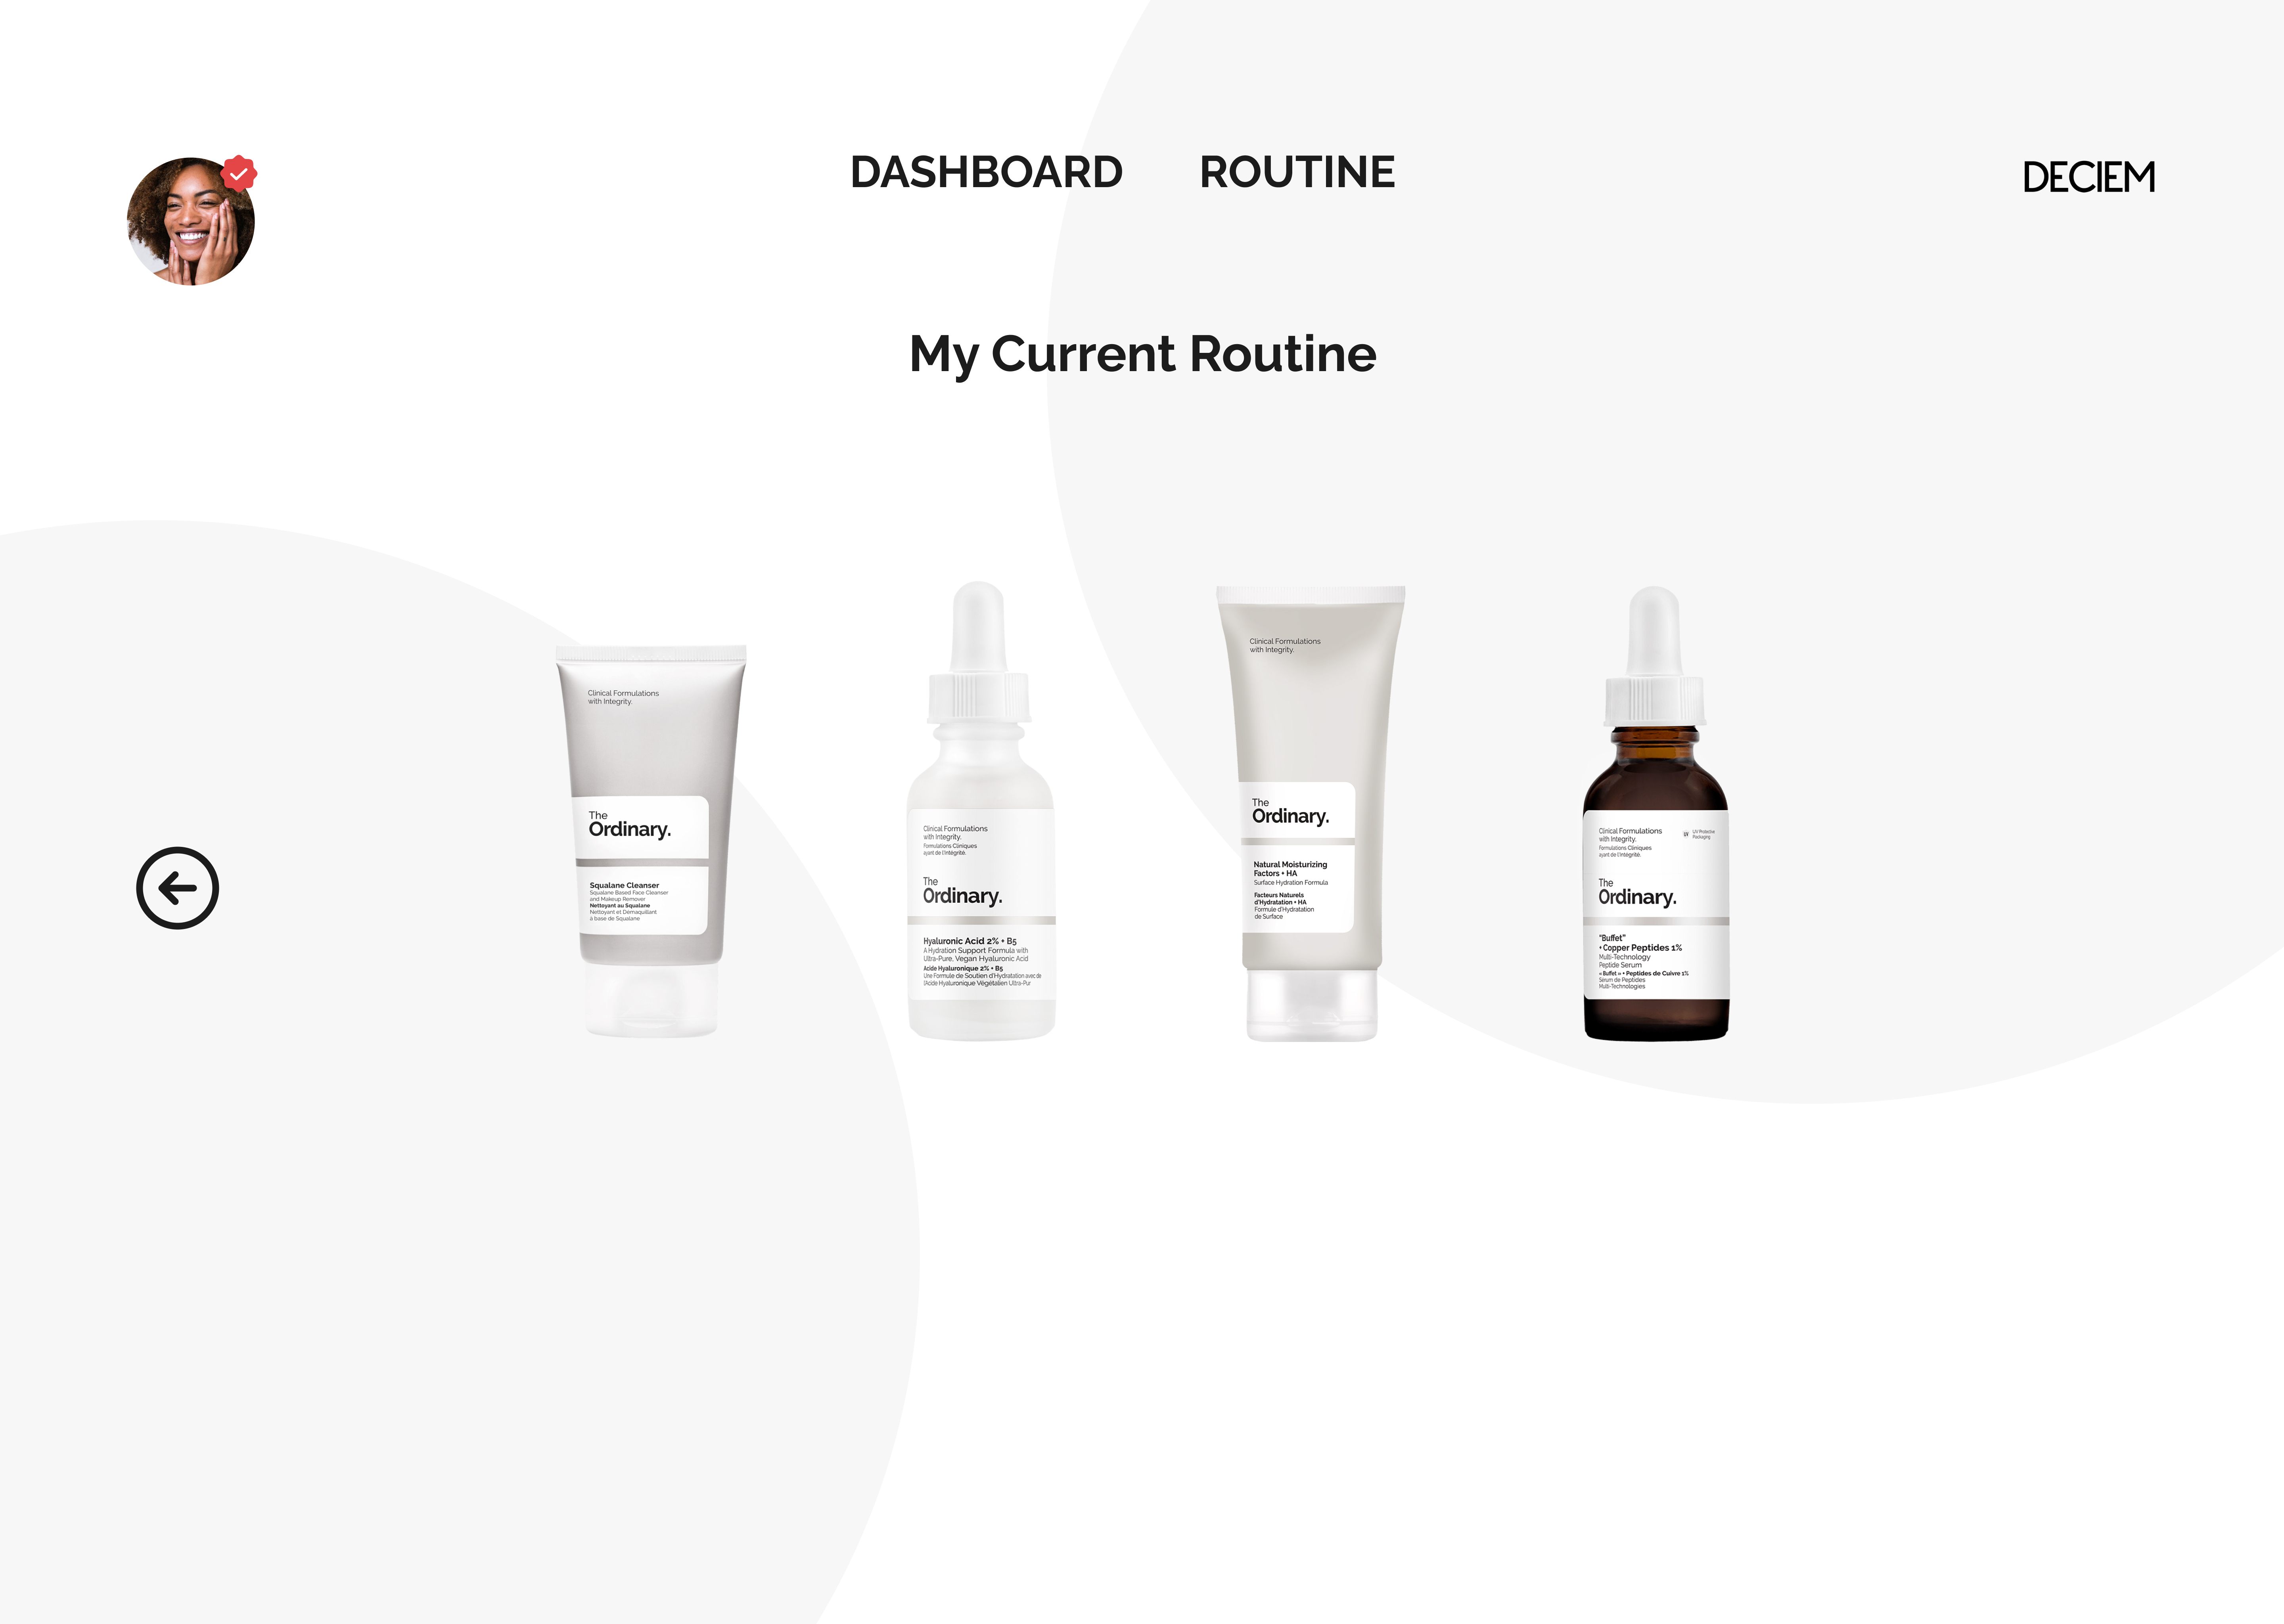 DASHBOARD ROUTINE
DECIEM
My Current Routine
Clinical Formulations
with Integrity.
The
Ordinary.
Squalane Cleanser
Squalane Based Face Cleanser
and Makeup Remover
Nettoyant au Squalane
Nettoyant et Démaquillant
à base de Squalane
Clinical Formulations
with Integrity.
Formulations Cliniques
ayant de l'Intégrité.
The
Ordinary.
Hyaluronic Acid 2% + B5
A Hydration Support Formula with
Ultra-Pure, Vegan Hyaluronic Acid
Acide Hyaluronique 2% + B5
Une Formule de Soutien d'Hydratation avec de
l'Acide Hyaluronique Végétalien Ultra-Pur
Clinical Formulations
with Integrity.
The
Ordinary.
Natural Moisturizing
Factors + HA
Surface Hydration Formula
Facteurs Naturels
d'Hydratation + HA
Formule d'Hydratation
de Surface
Clinical Formulations
with Integrity.
Formulations Cliniques
ayant de l'Intégrité.
UV
UV Protective
Packaging
The
Ordinary.
"Buffet"
+ Copper Peptides 1%
Multi-Technology
Peptide Serum
« Buffet » + Peptides de Cuivre 1%
Sérum de Peptides
Multi-Technologies